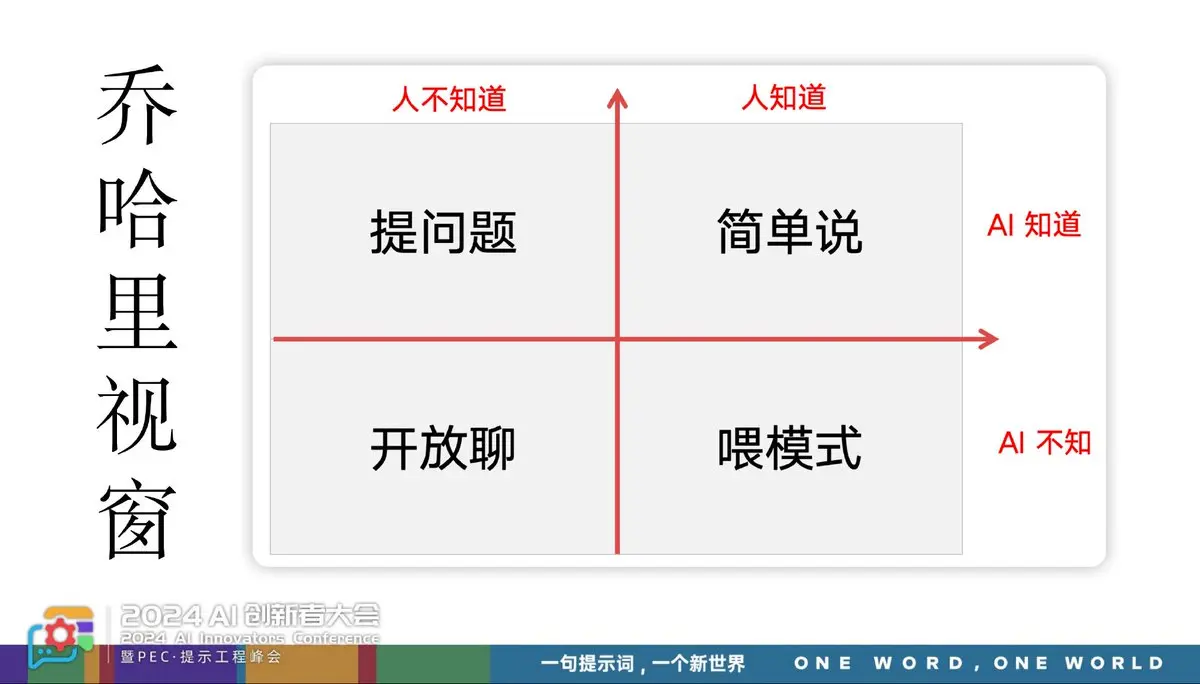 乔哈里视窗
人不知道
人知道
提问题
简单说
AI 知道
开放聊
喂模式
AI 不知
2024 AI 创新者大会
2024 AI Innovators Conference
暨PEC·提示工程峰会
一句提示词，一个新世界
ONE WORD, ONE WORLD